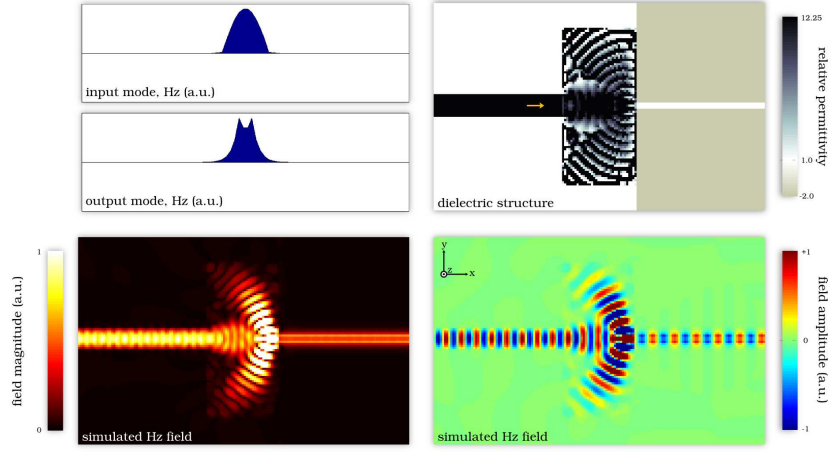 input mode, Hz (a.u.)
output mode, Hz (a.u.)
dielectric structure
12.25
1.0
-2.0
relative permittivity
field magnitude (a.u.)
1
0
simulated Hz field
y
z
x
simulated Hz field
+1
0
-1
field amplitude (a.u.)